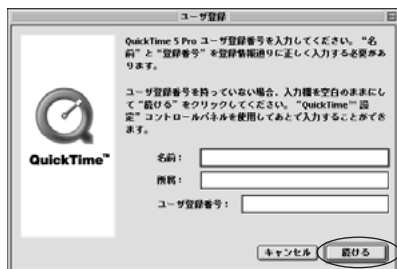 ユーザ登録
QuickTime 5 Pro ユーザ登録番号を入力してください。“名
前”と“登録番号”を登録情報通りに正しく入力する必要があ
ります。
ユーザ登録番号を持っていない場合、入力欄を空白のままにし
て“続ける”をクリックしてください。“QuickTime™ 設
定”コントロールパネルを使用してあとで入力することができ
ます。
QuickTime™
名前：
所属：
ユーザ登録番号：
キャンセル
続ける